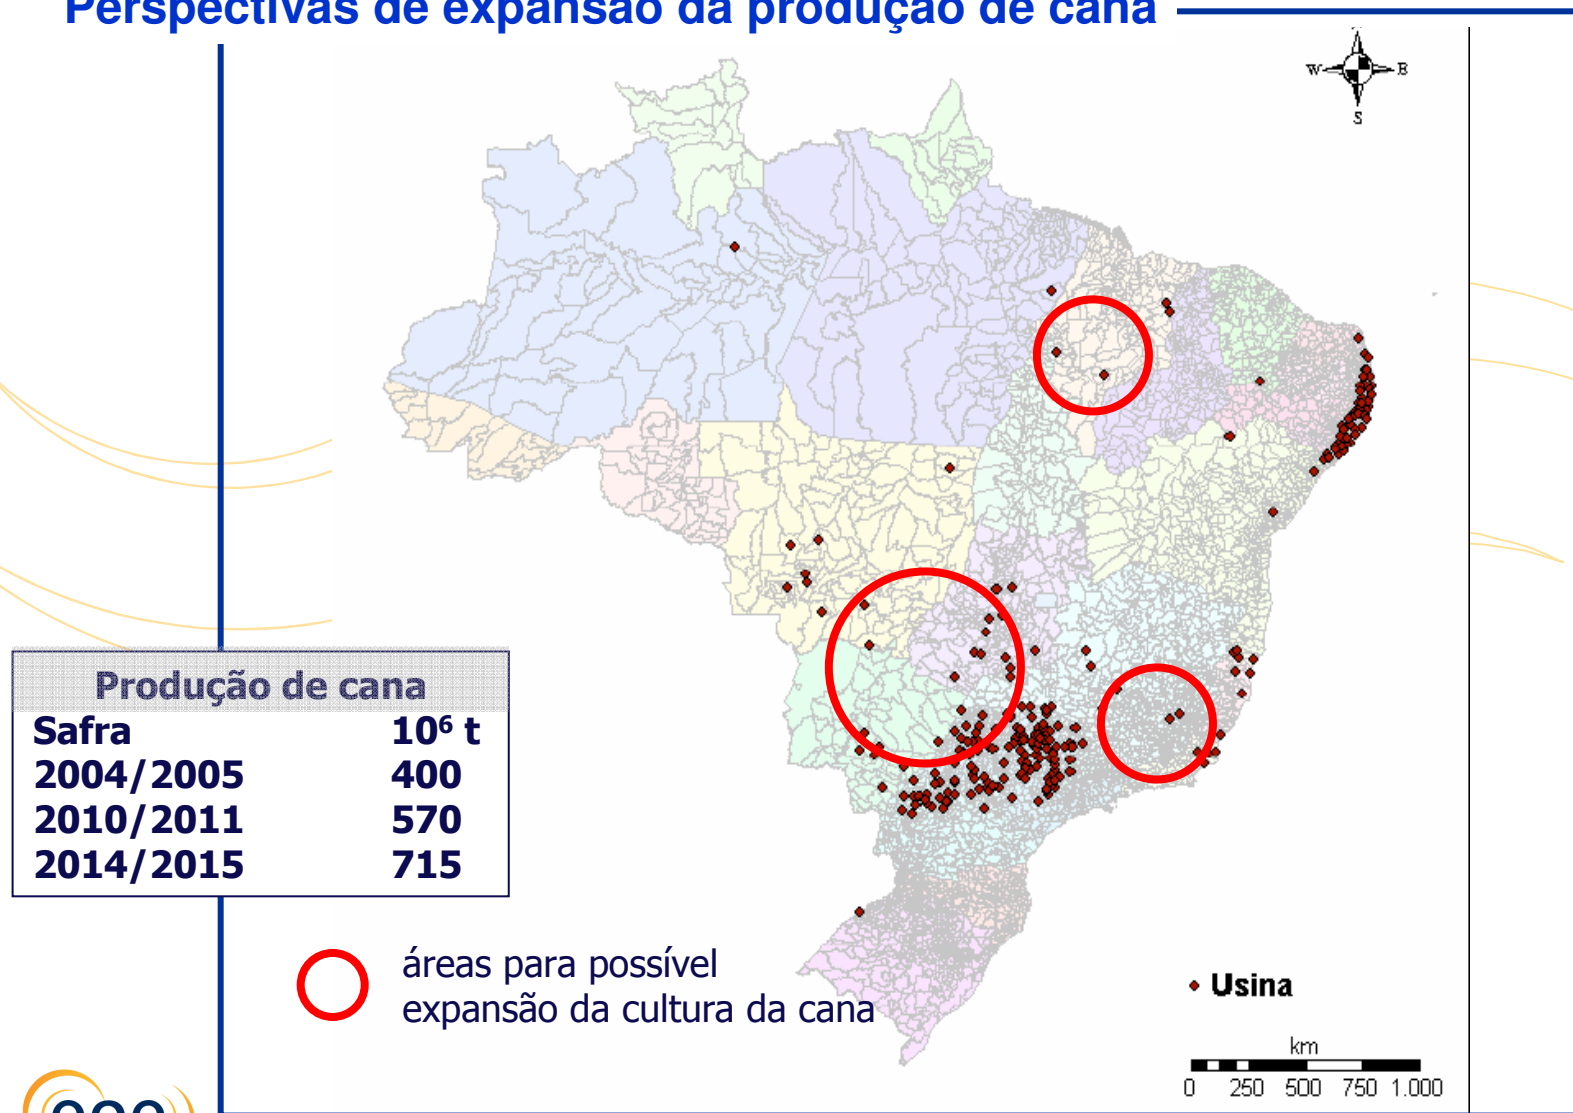 Perspectivas de expansão da produção de cana
W E
S
Produção de cana
Safra 10⁶ t
2004/2005 400
2010/2011 570
2014/2015 715
áreas para possível
expansão da cultura da cana
Usina
km
0 250 500 750 1.000